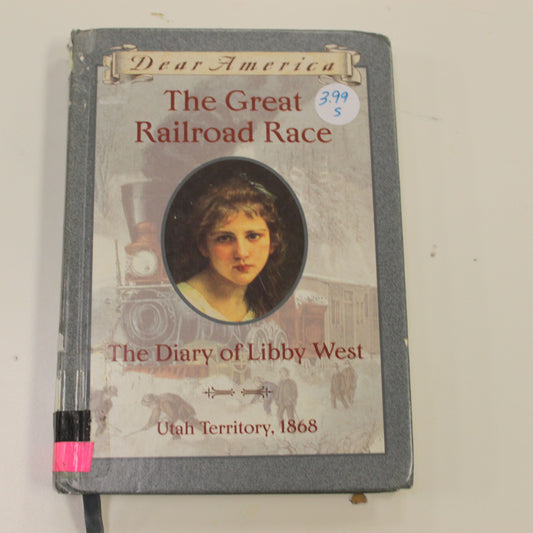 Dear America
The Great
Railroad Race
3.99
S
The Diary of Libby West
Utah Territory, 1868